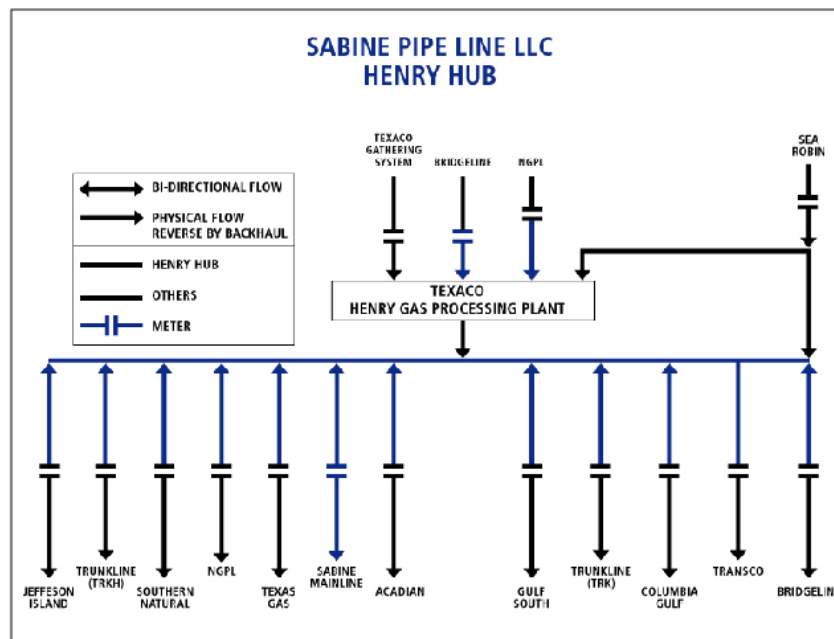 SABINE PIPE LINE LLC
HENRY HUB
TEXACO
GATHERING
SYSTEM
BRIDGELINE
NGPL
SEA
ROBIN
BI-DIRECTIONAL FLOW
PHYSICAL FLOW
REVERSE BY BACKHAUL
HENRY HUB
OTHERS
METER
TEXACO
HENRY GAS PROCESSING PLANT
JEFFESON
ISLAND
TRUNKLINE
(TRKH)
SOUTHERN
NATURAL
NGPL
TEXAS
GAS
SABINE
MAINLINE
ACADIAN
GULF
SOUTH
TRUNKLINE
(TRK)
COLUMBIA
GULF
TRANSCO
BRIDGELIN